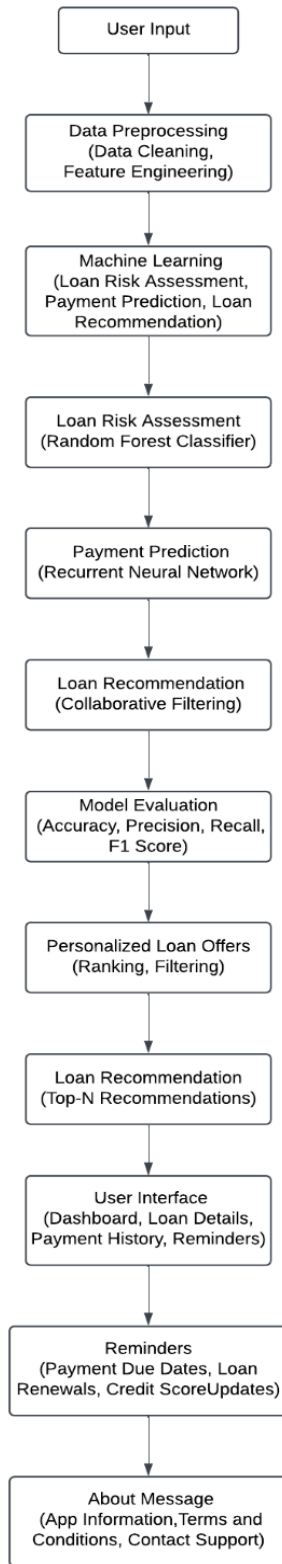 User Input
Data Preprocessing
(Data Cleaning,
Feature Engineering)
Machine Learning
(Loan Risk Assessment,
Payment Prediction, Loan
Recommendation)
Loan Risk Assessment
(Random Forest Classifier)
Payment Prediction
(Recurrent Neural Network)
Loan Recommendation
(Collaborative Filtering)
Model Evaluation
(Accuracy, Precision, Recall,
F1 Score)
Personalized Loan Offers
(Ranking, Filtering)
Loan Recommendation
(Top-N Recommendations)
User Interface
(Dashboard, Loan Details,
Payment History, Reminders)
Reminders
(Payment Due Dates, Loan
Renewals, Credit ScoreUpdates)
About Message
(App Information,Terms and
Conditions, Contact Support)